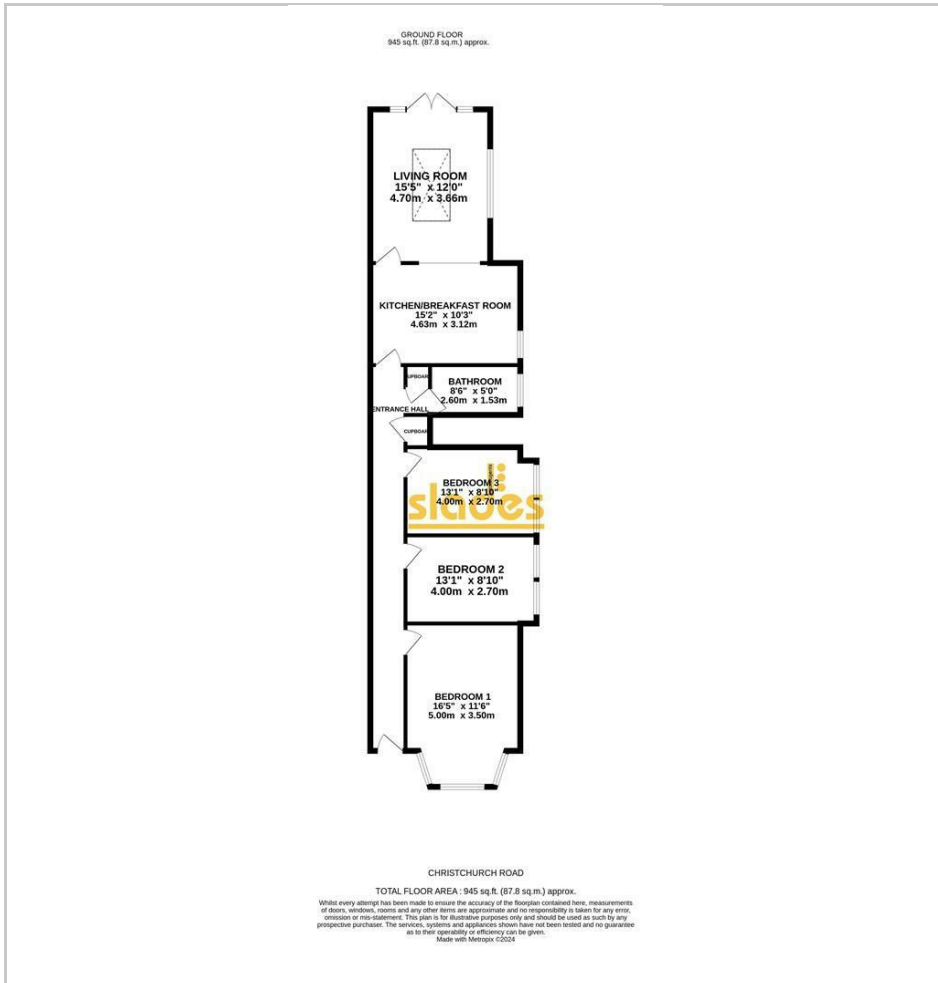 GROUND FLOOR
945 sq.ft. (87.8 sq.m.) approx.
LIVING ROOM
15'5" x 12'0"
4.70m x 3.66m
KITCHEN/BREAKFAST ROOM
15'2" x 10'3"
4.63m x 3.12m
UPBOAR
BATHROOM
8'6" x 5'0"
2.60m x 1.53m
ENTRANCE HALL
CUPBOAR
BEDROOM 3
13'1" x 8'10"
4.00m x 2.70m
slades
BEDROOM 2
13'1" x 8'10"
4.00m x 2.70m
BEDROOM 1
16'5" x 11'6"
5.00m x 3.50m
CHRISTCHURCH ROAD
TOTAL FLOOR AREA : 945 sq.ft. (87.8 sq.m.) approx.
Whilst every attempt has been made to ensure the accuracy of the floorplan contained here, measurements
of doors, windows, rooms and any other items are approximate and no responsibility is taken for any error,
omission or mis-statement. This plan is for illustrative purposes only and should be used as such by any
prospective purchaser. The services, systems and appliances shown have not been tested and no guarantee
as to their operability or efficiency can be given.
Made with Metropix ©2024